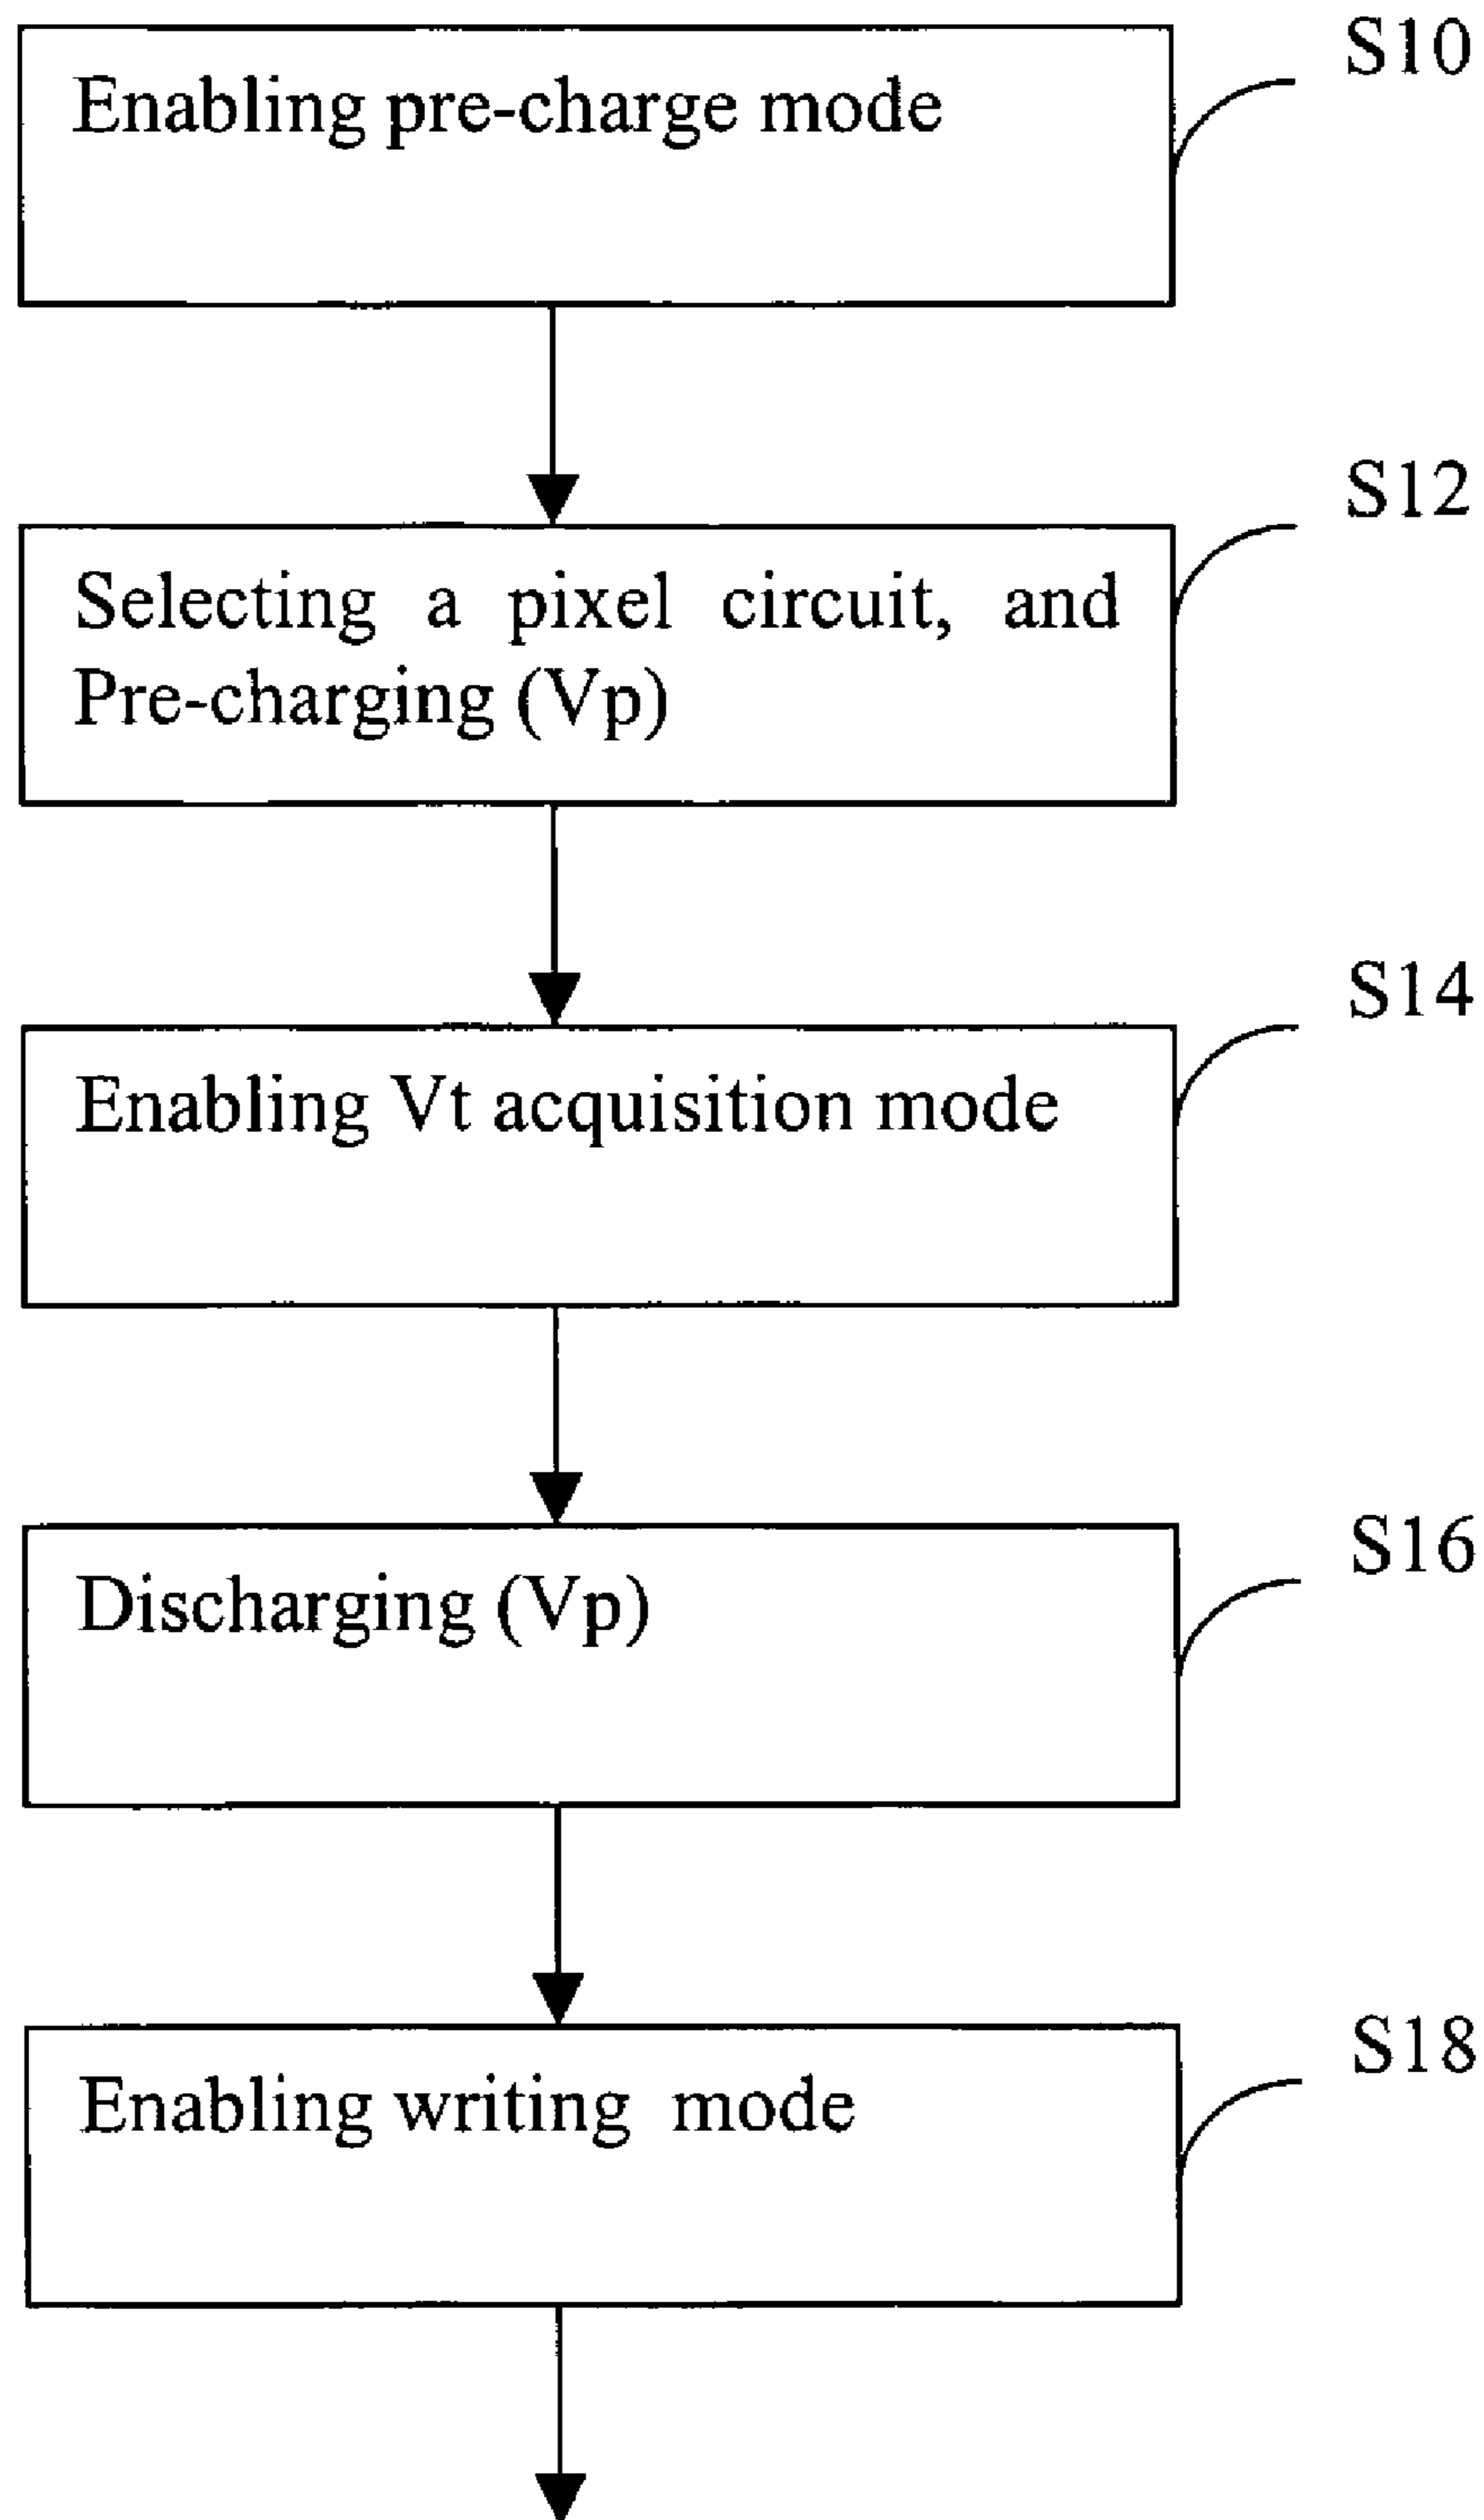 S10
Enabling pre-charge mode
S12
Selecting a pixel circuit, and
Pre-charging (Vp)
S14
Enabling Vt acquisition mode
S16
Discharging (Vp)
S18
Enabling writing mode